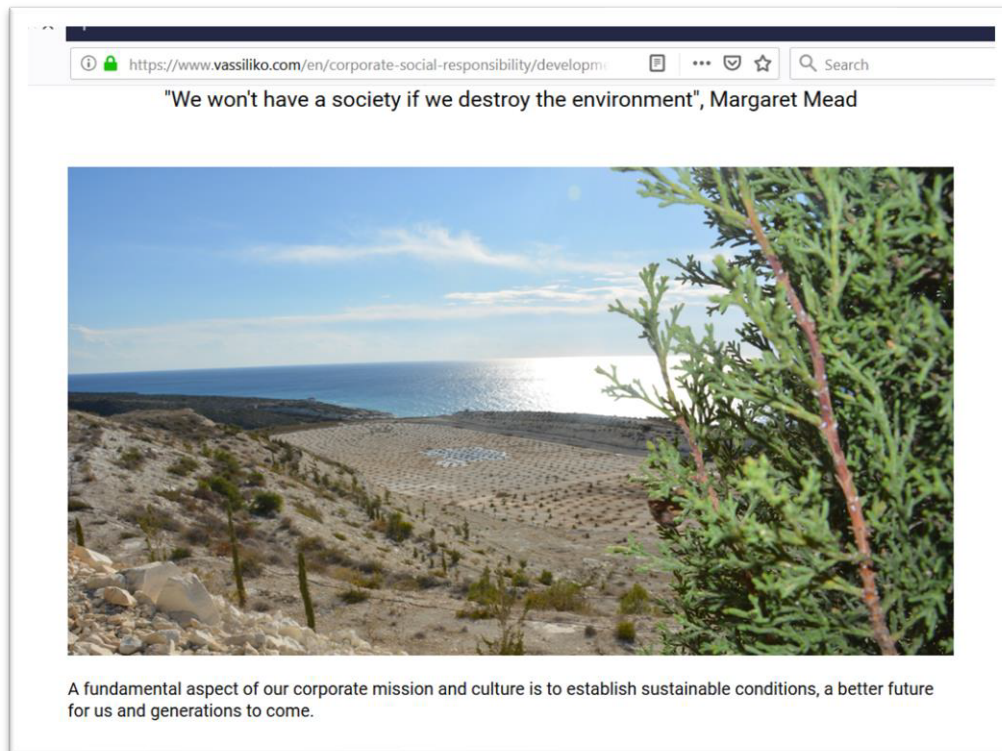 https://www.vassiliko.com/en/corporate-social-responsibility/developm
Search
"We won't have a society if we destroy the environment", Margaret Mead
A fundamental aspect of our corporate mission and culture is to establish sustainable conditions, a better future
for us and generations to come.